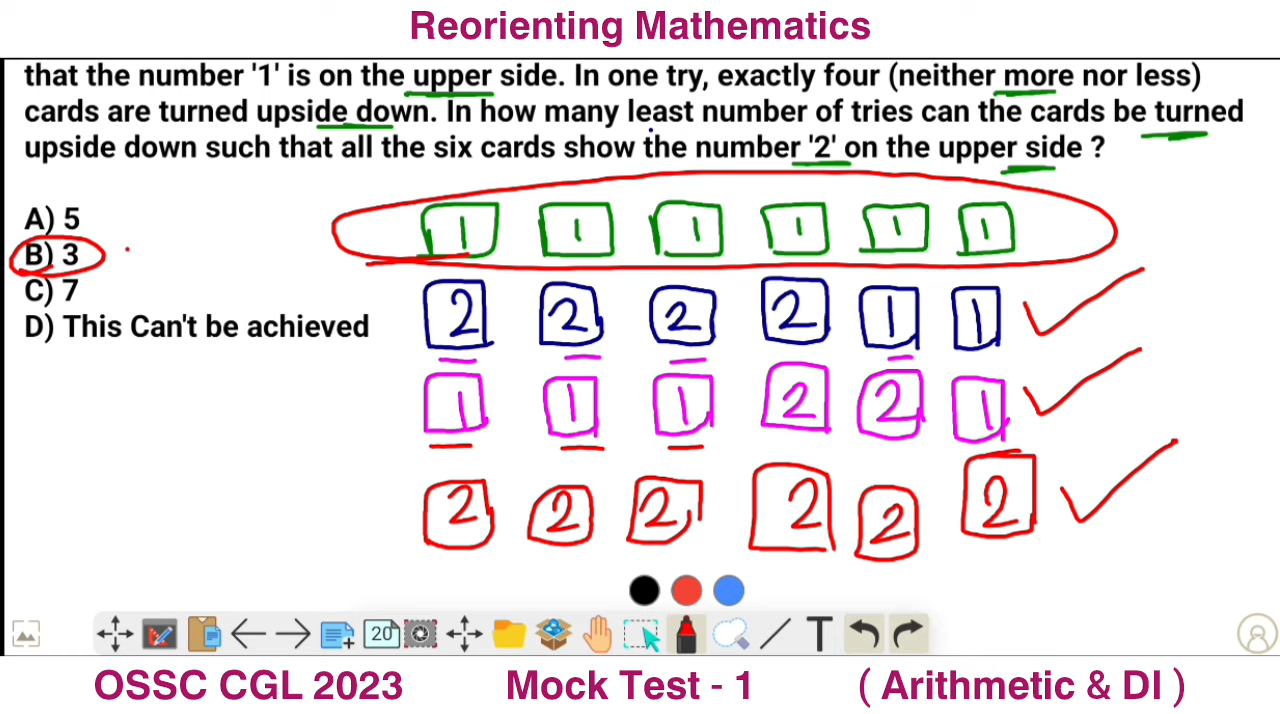 Reorienting Mathematics
that the number '1' is on the upper side. In one try, exactly four (neither more nor less)
cards are turned upside down. In how many least number of tries can the cards be turned
upside down such that all the six cards show the number '2' on the upper side ?
A) 5
B) 3
C) 7
D) This Can't be achieved
1 1 1 1 1 1
2 2 2 2 1 1
1 1 1 2 2 1
2 2 2 2 2 2
20 T
OSSC CGL 2023 Mock Test - 1 ( Arithmetic & DI )